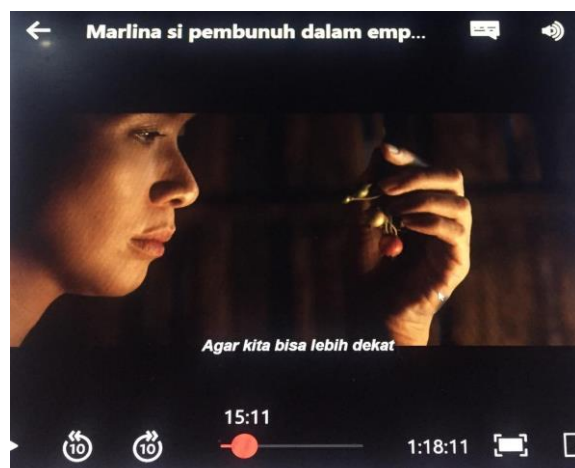 Marlina si pembunuh dalam emp...
Agar kita bisa lebih dekat
15:11
10
10
1:18:11